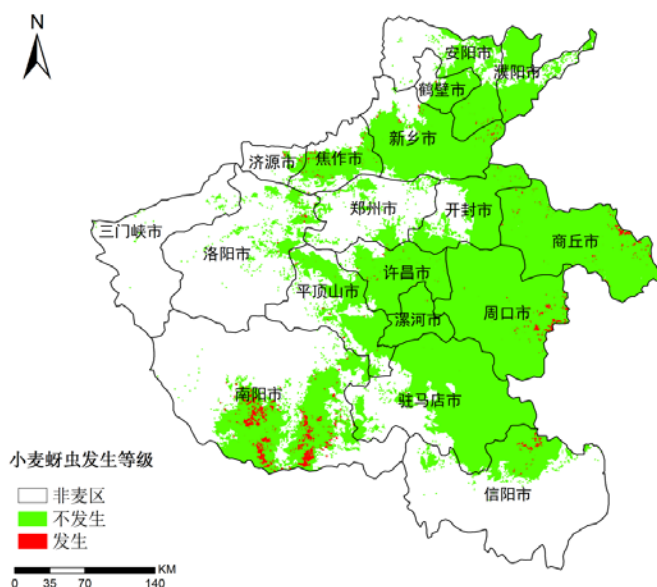 N
安阳市
濮阳市
鹤壁市
新乡市
济源市
焦作市
三门峡市
洛阳市
郑州市
开封市
商丘市
平顶山市
许昌市
漯河市
周口市
南阳市
驻马店市
信阳市
小麦蚜虫发生等级
非麦区
不发生
发生
KM
0 35 70 140